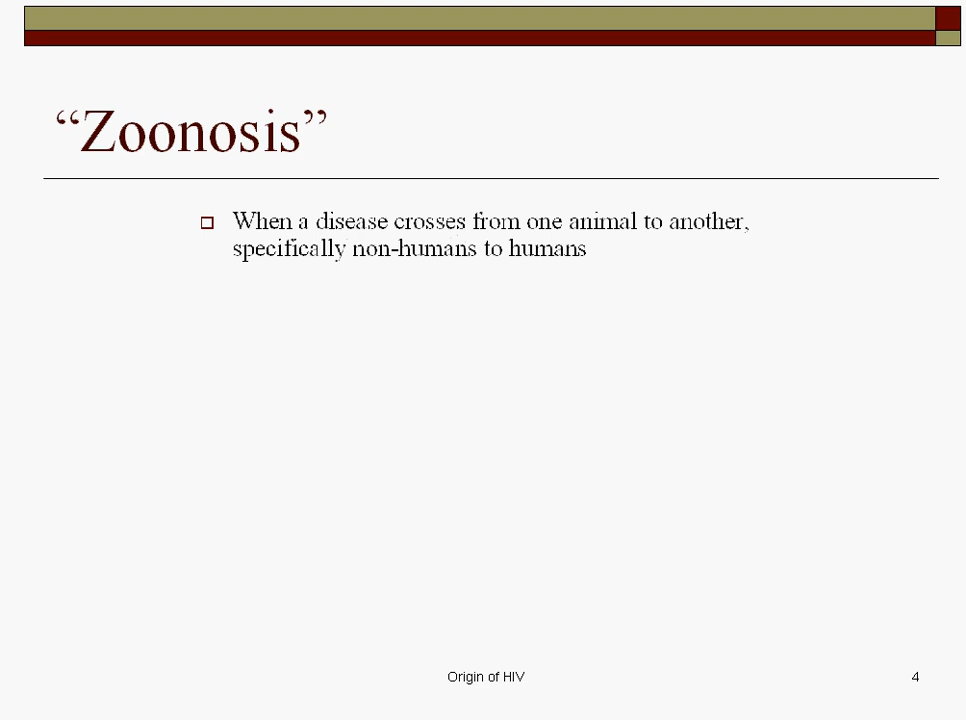 “Zoonosis”
When a disease crosses from one animal to another,
specifically non-humans to humans
Origin of HIV
4